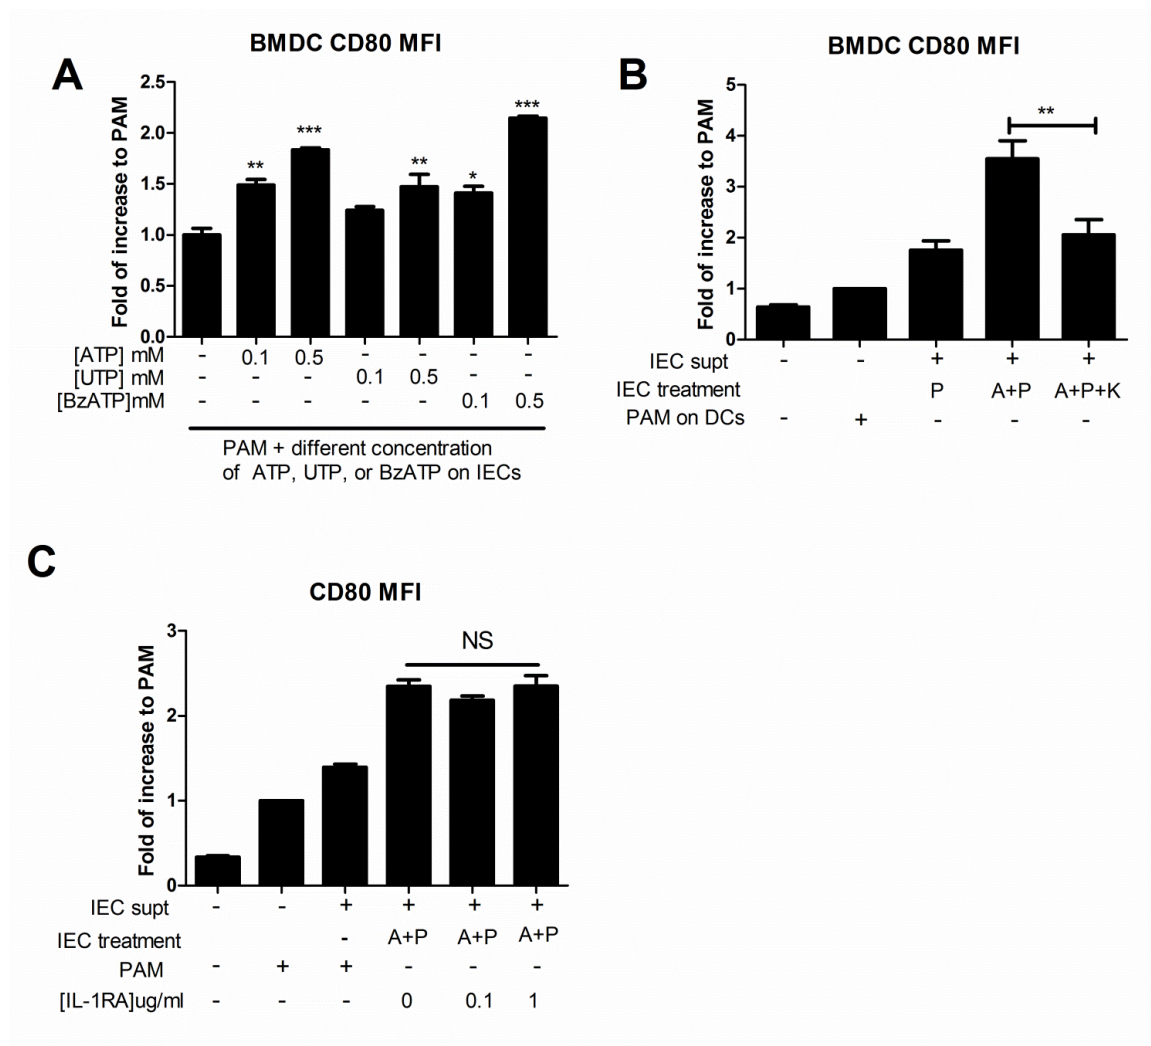 BMDC CD80 MFI
A
Fold of increase to PAM
2.5
2.0
1.5
1.0
0.5
0.0
** *** ** * ***
[ATP] mM - 0.1 0.5 - - - -
[UTP] mM - - - 0.1 0.5 - -
[BzATP]mM - - - - - 0.1 0.5
PAM + different concentration
of ATP, UTP, or BzATP on IECs
BMDC CD80 MFI
B
Fold of increase to PAM
5
4
3
2
1
0
**
IEC supt - - + + +
IEC treatment P A+P A+P+K
PAM on DCs - + - - -
C
CD80 MFI
Fold of increase to PAM
3
2
1
0
NS
IEC supt - - + + + +
IEC treatment - A+P A+P A+P
PAM - + + - - -
[IL-1RA]ug/ml - - - 0 0.1 1